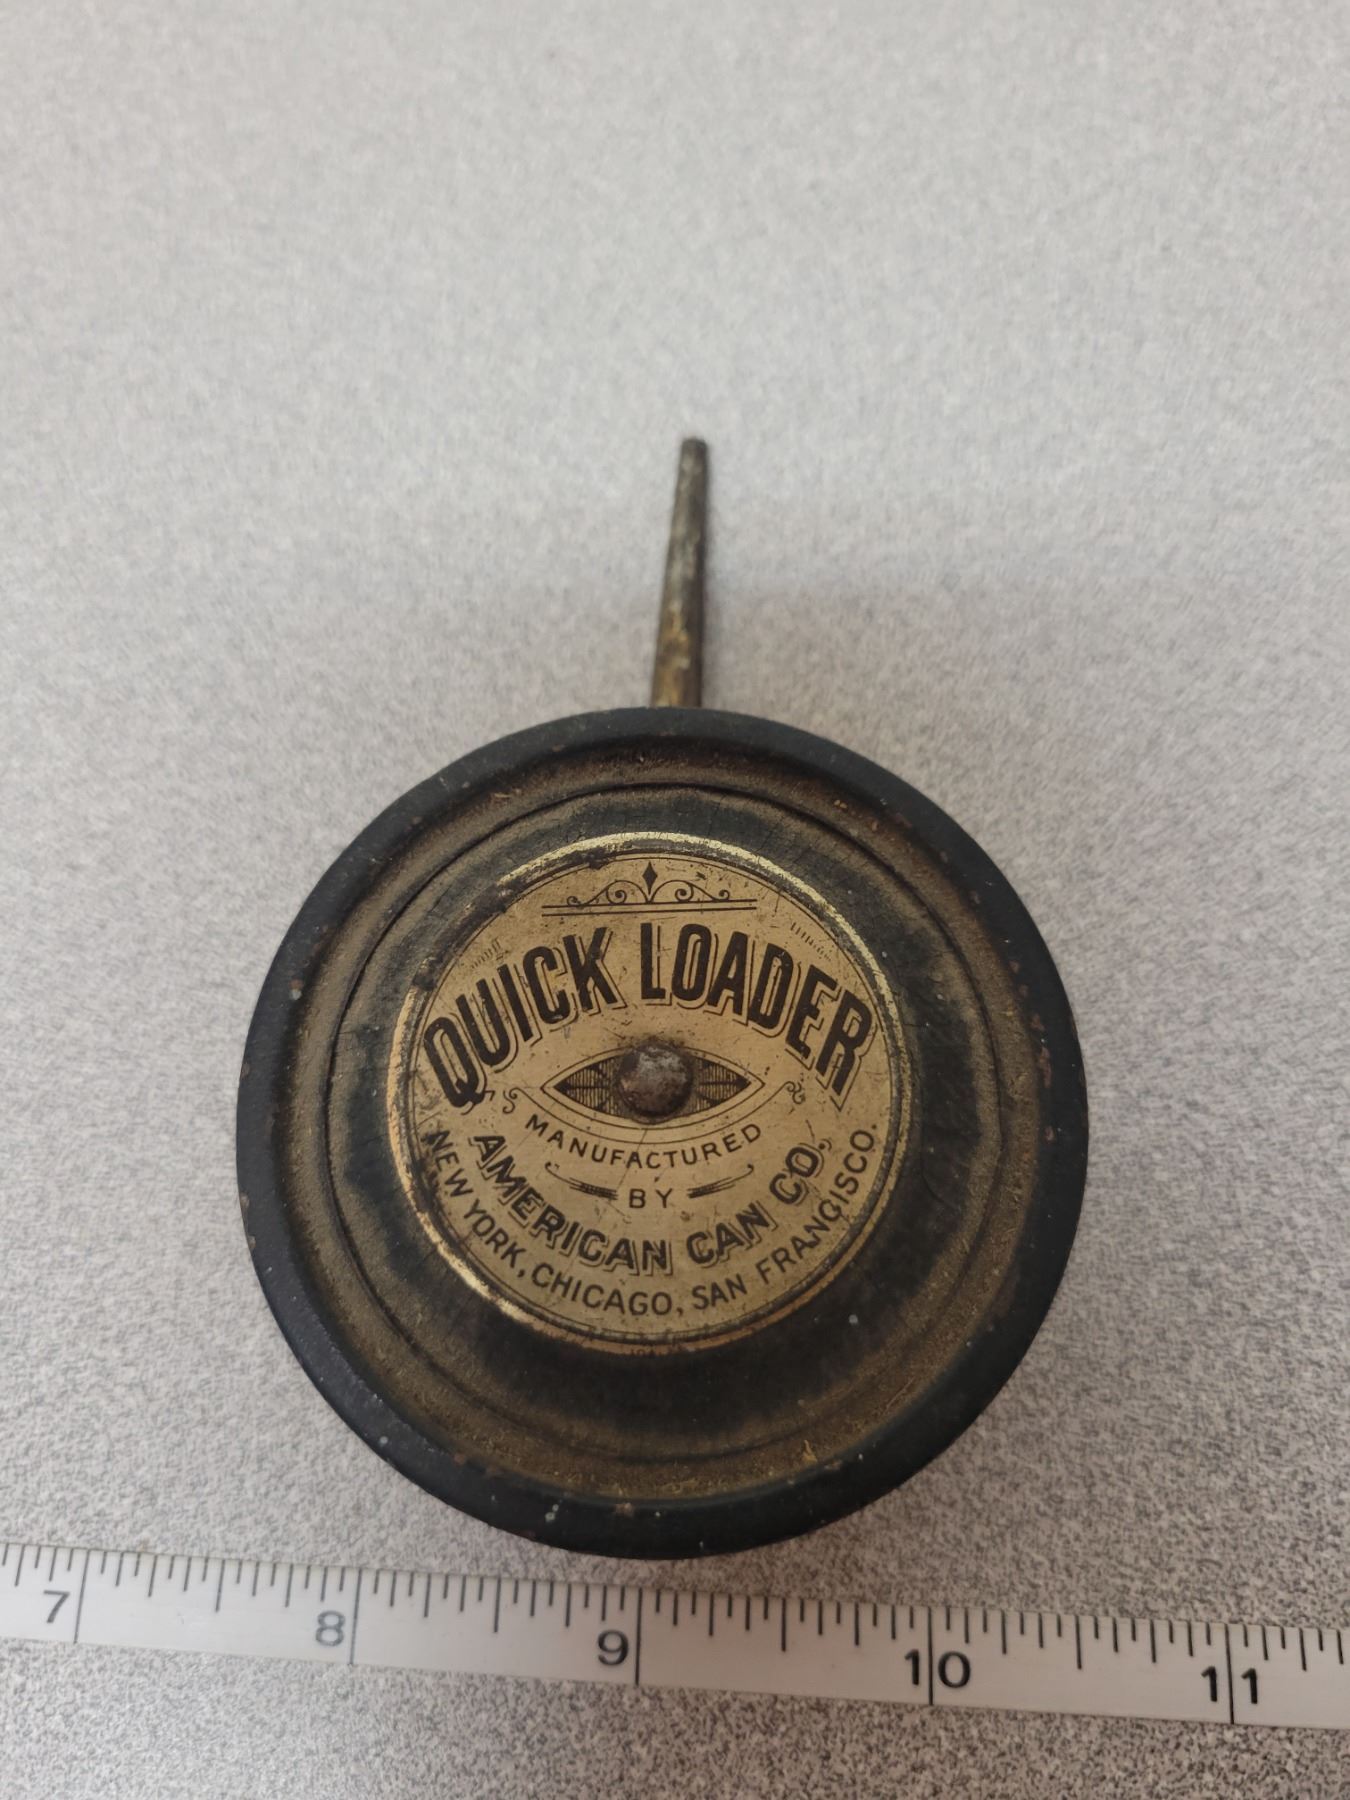 QUICK LOADER
MANUFACTURED
BY
AMERICAN CAN CO.
NEW YORK, CHICAGO, SAN FRANCISCO.
7 8 9 10 11